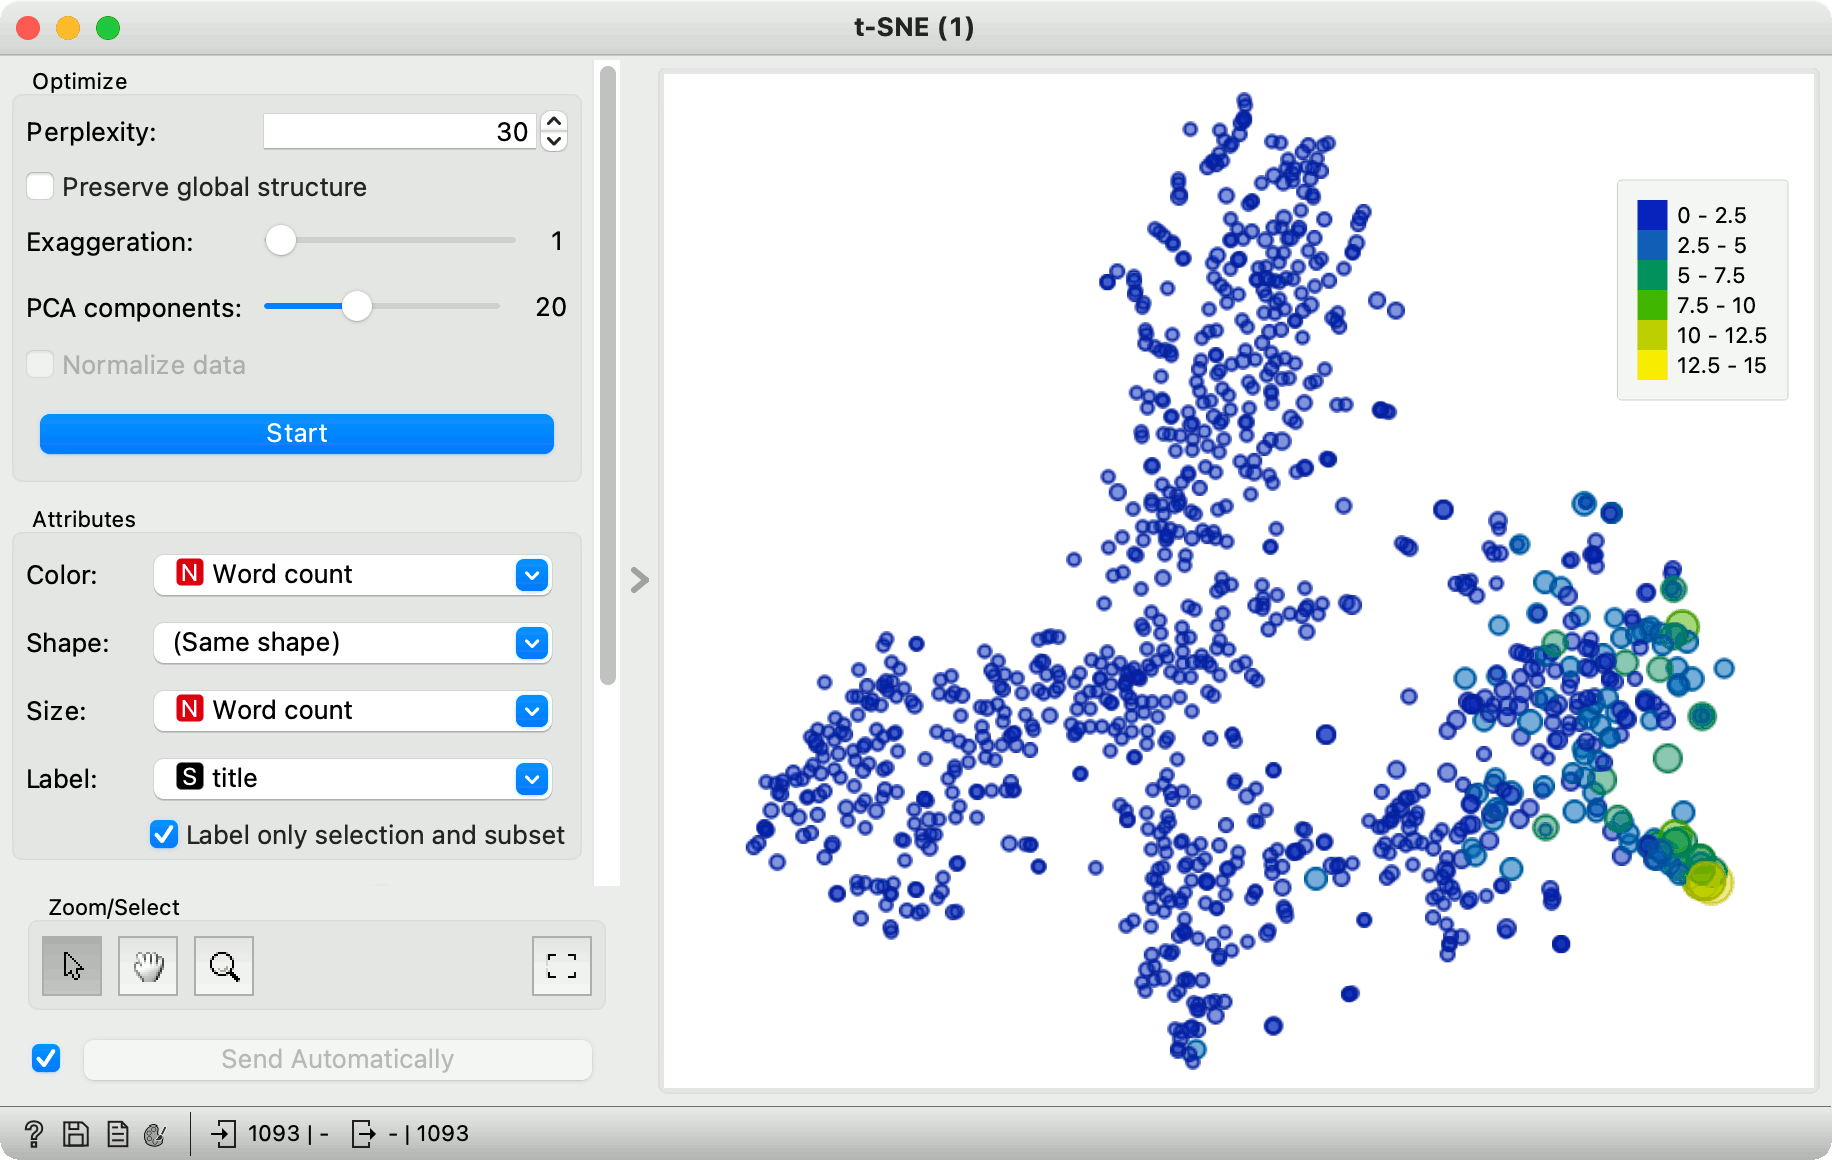 t-SNE (1)
Optimize
Perplexity: 30
Preserve global structure
Exaggeration: 1
PCA components: 20
Normalize data
Start
Attributes
Color: N Word count
Shape: (Same shape)
Size: N Word count
Label: S title
Label only selection and subset
Zoom/Select
Send Automatically
? 1093 | - - | 1093
0 - 2.5
2.5 - 5
5 - 7.5
7.5 - 10
10 - 12.5
12.5 - 15